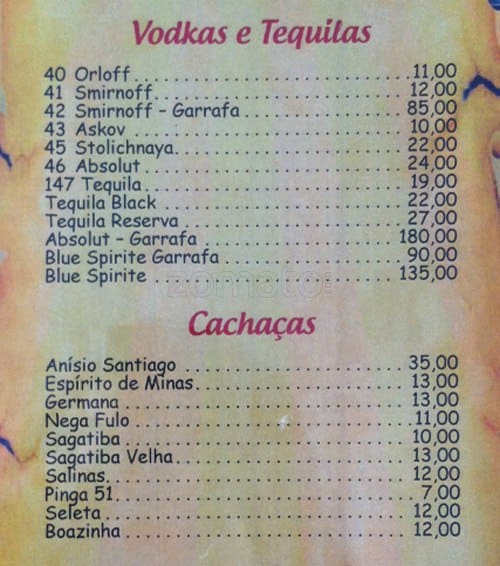 Vodkas e Tequilas
40 Orloff 11,00
41 Smirnoff 12,00
42 Smirnoff - Garrafa 85,00
43 Askov 10,00
45 Stolichnaya 22,00
46 Absolut 24,00
147 Tequila 19,00
Tequila Black 22,00
Tequila Reserva 27,00
Absolut - Garrafa 180,00
Blue Spirite Garrafa 90,00
Blue Spirite 135,00
zomato
Cachaças
Anísio Santiago 35,00
Espírito de Minas 13,00
Germana 13,00
Nega Fulo 11,00
Sagatiba 10,00
Sagatiba Velha 13,00
Salinas 12,00
Pinga 51 7,00
Seleta 12,00
Boazinha 12,00